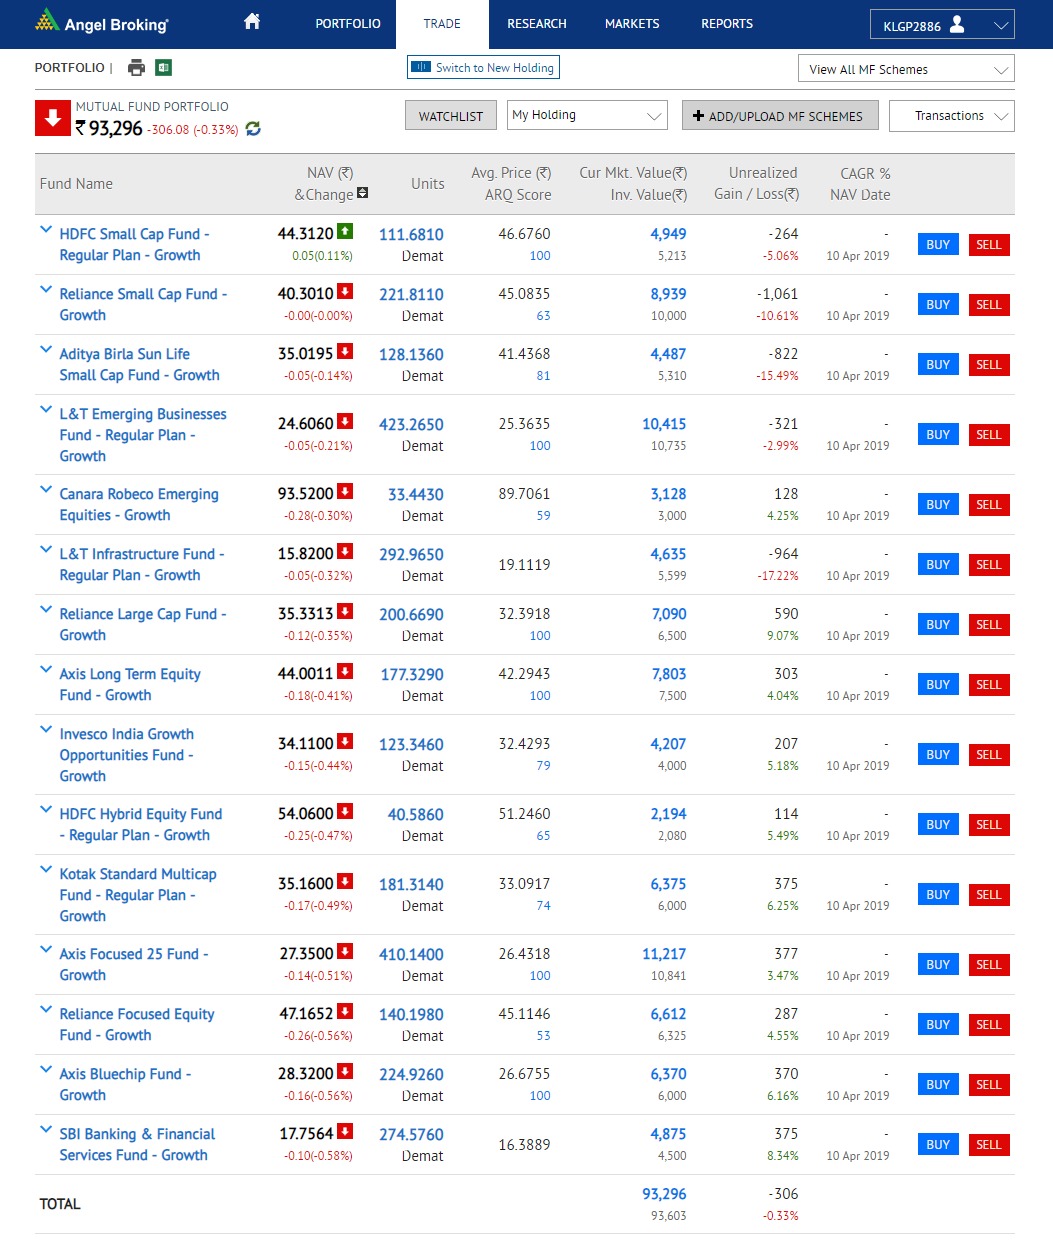 Angel Broking
PORTFOLIO TRADE RESEARCH MARKETS REPORTS KLGP2886
PORTFOLIO | Switch to New Holding View All MF Schemes
MUTUAL FUND PORTFOLIO
₹ 93,296 -306.08 (-0.33%) WATCHLIST My Holding + ADD/UPLOAD MF SCHEMES Transactions
NAV (₹) Avg. Price (₹) Cur Mkt. Value(₹) Unrealized CAGR %
Fund Name Units
&Change ARQ Score Inv. Value(₹) Gain / Loss(₹) NAV Date
HDFC Small Cap Fund - 44.3120 111.6810 46.6760 4,949 -264 -
Regular Plan - Growth 0.05(0.11%) Demat 100 5,213 -5.06% 10 Apr 2019 BUY SELL
Reliance Small Cap Fund - 40.3010 221.8110 45.0835 8,939 -1,061 -
Growth -0.00(-0.00%) Demat 63 10,000 -10.61% 10 Apr 2019 BUY SELL
Aditya Birla Sun Life 35.0195 128.1360 41.4368 4,487 -822 -
Small Cap Fund - Growth -0.05(-0.14%) Demat 81 5,310 -15.49% 10 Apr 2019 BUY SELL
L&T Emerging Businesses 24.6060 423.2650 25.3635 10,415 -321 -
Fund - Regular Plan - -0.05(-0.21%) Demat 100 10,735 -2.99% 10 Apr 2019 BUY SELL
Growth
Canara Robeco Emerging 93.5200 33.4430 89.7061 3,128 128 -
Equities - Growth -0.28(-0.30%) Demat 59 3,000 4.25% 10 Apr 2019 BUY SELL
L&T Infrastructure Fund - 15.8200 292.9650 19.1119 4,635 -964 -
Regular Plan - Growth -0.05(-0.32%) Demat 5,599 -17.22% 10 Apr 2019 BUY SELL
Reliance Large Cap Fund - 35.3313 200.6690 32.3918 7,090 590 -
Growth -0.12(-0.35%) Demat 100 6,500 9.07% 10 Apr 2019 BUY SELL
Axis Long Term Equity 44.0011 177.3290 42.2943 7,803 303 -
Fund - Growth -0.18(-0.41%) Demat 100 7,500 4.04% 10 Apr 2019 BUY SELL
Invesco India Growth 34.1100 123.3460 32.4293 4,207 207 -
Opportunities Fund - -0.15(-0.44%) Demat 79 4,000 5.18% 10 Apr 2019 BUY SELL
Growth
HDFC Hybrid Equity Fund 54.0600 40.5860 51.2460 2,194 114 -
- Regular Plan - Growth -0.25(-0.47%) Demat 65 2,080 5.49% 10 Apr 2019 BUY SELL
Kotak Standard Multicap 35.1600 181.3140 33.0917 6,375 375 -
Fund - Regular Plan - -0.17(-0.49%) Demat 74 6,000 6.25% 10 Apr 2019 BUY SELL
Growth
Axis Focused 25 Fund - 27.3500 410.1400 26.4318 11,217 377 -
Growth -0.14(-0.51%) Demat 100 10,841 3.47% 10 Apr 2019 BUY SELL
Reliance Focused Equity 47.1652 140.1980 45.1146 6,612 287 -
Fund - Growth -0.26(-0.56%) Demat 53 6,325 4.55% 10 Apr 2019 BUY SELL
Axis Bluechip Fund - 28.3200 224.9260 26.6755 6,370 370 -
Growth -0.16(-0.56%) Demat 100 6,000 6.16% 10 Apr 2019 BUY SELL
SBI Banking & Financial 17.7564 274.5760 16.3889 4,875 375 -
Services Fund - Growth -0.10(-0.58%) Demat 4,500 8.34% 10 Apr 2019 BUY SELL
TOTAL 93,296 -306
93,603 -0.33%